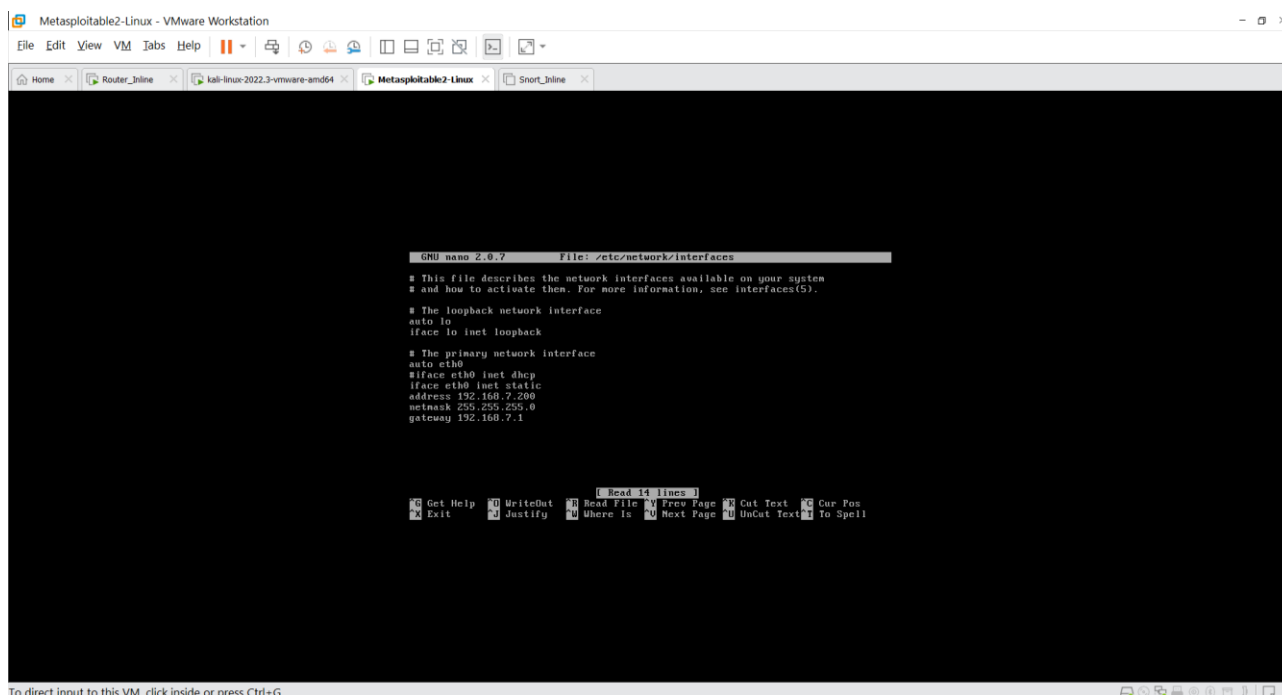 Metasploitable2-Linux - VMware Workstation
File Edit View VM Tabs Help
Home Router_Inline kali-linux-2022.3-vmware-amd64 Metasploitable2-Linux Snort_Inline
GNU nano 2.0.7 File: /etc/network/interfaces
# This file describes the network interfaces available on your system
# and how to activate them. For more information, see interfaces(5).
# The loopback network interface
auto lo
iface lo inet loopback
# The primary network interface
auto eth0
#iface eth0 inet dhcp
iface eth0 inet static
address 192.168.7.200
netmask 255.255.255.0
gateway 192.168.7.1
[ Read 14 lines ]
^G Get Help ^O WriteOut ^R Read File ^Y Prev Page ^K Cut Text ^C Cur Pos
^X Exit ^J Justify ^W Where Is ^V Next Page ^U UnCut Text ^T To Spell
To direct input to this VM, click inside or press Ctrl+G.